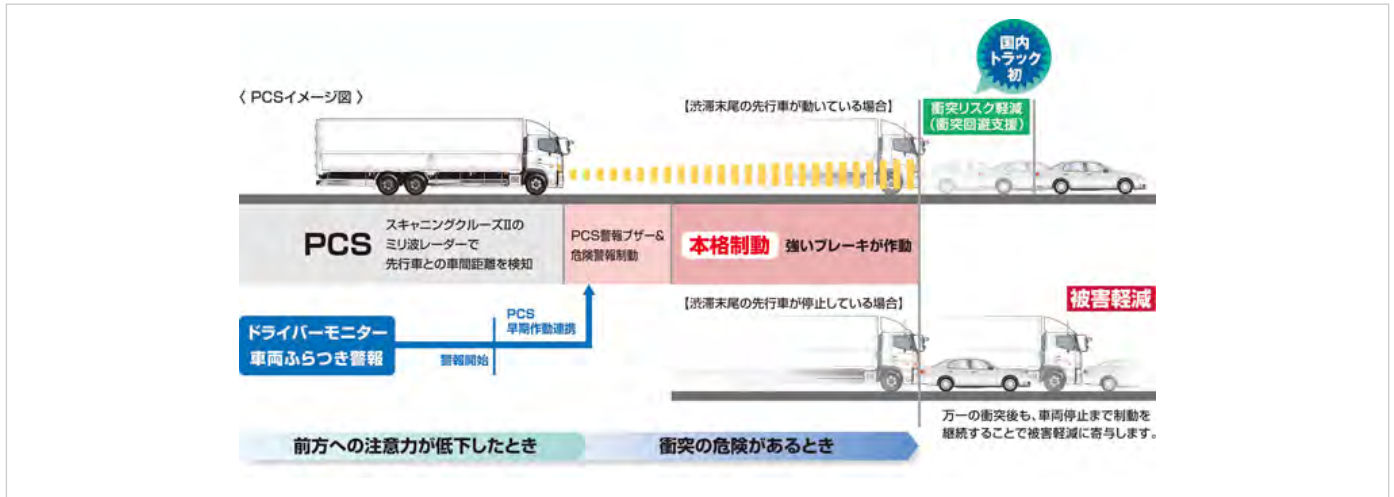 国内
トラック
初
〈 PCSイメージ図 〉
【渋滞末尾の先行車が動いている場合】
衝突リスク軽減
(衝突回避支援)
PCS
スキャニングクルーズIIの
ミリ波レーダーで
先行車との車間距離を検知
PCS警報ブザー&
危険警報制動
本格制動
強いブレーキが作動
【渋滞末尾の先行車が停止している場合】
被害軽減
ドライバーモニター
車両ふらつき警報
警報開始
PCS
早期作動連携
万一の衝突後も、車両停止まで制動を
継続することで被害軽減に寄与します。
前方への注意力が低下したとき
衝突の危険があるとき